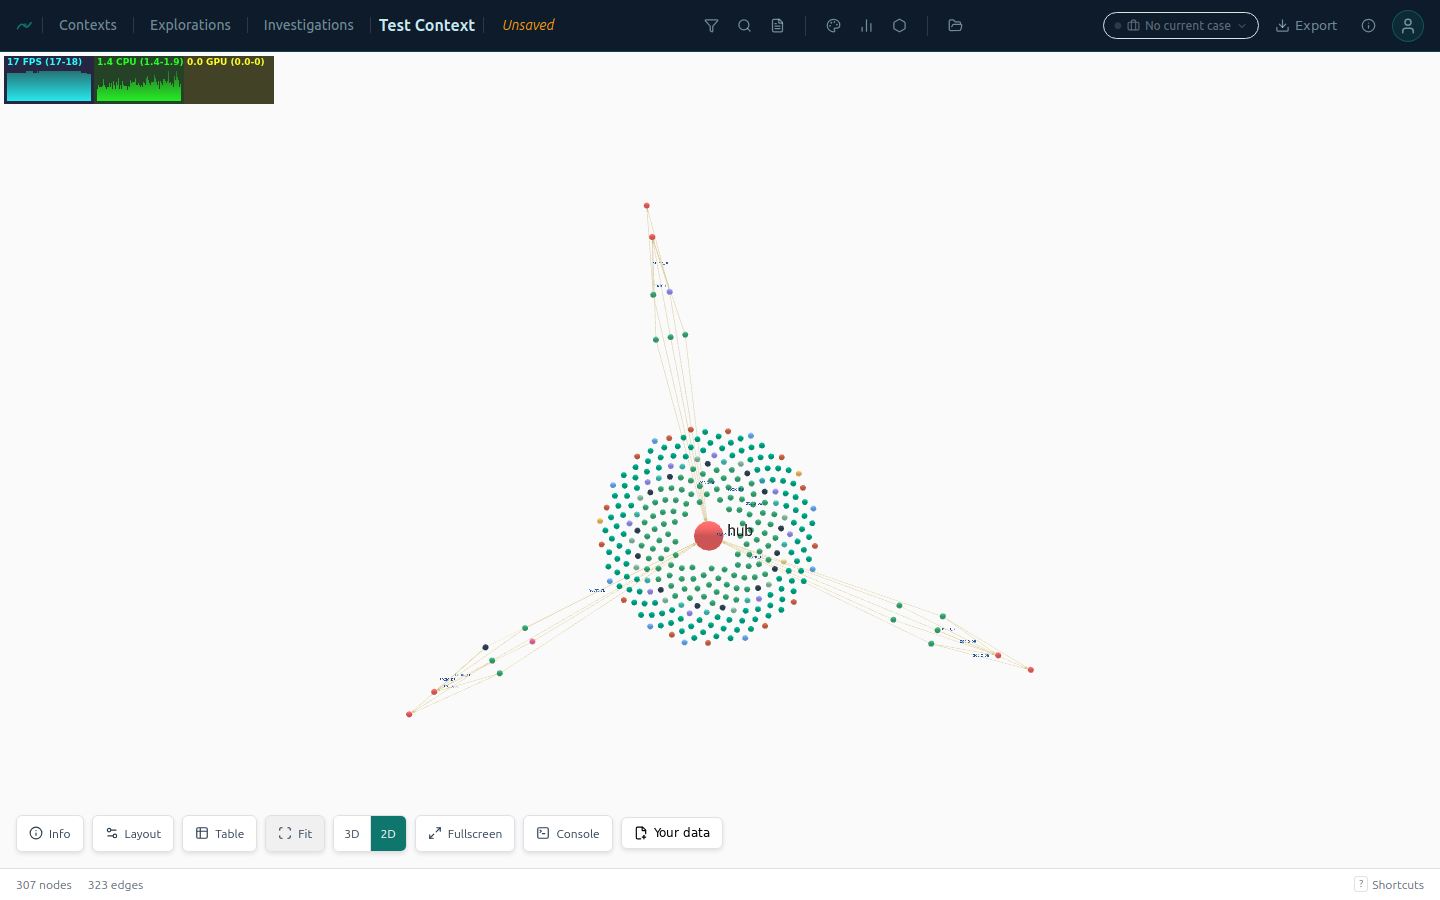 Contexts
Explorations
Investigations
Test Context
Unsaved
No current case
Export
17 FPS (17-18)
1.4 CPU (1.4-1.9)
0.0 GPU (0.0-0)
hub
Info
Layout
Table
Fit
3D
2D
Fullscreen
Console
Your data
307 nodes
323 edges
?
Shortcuts